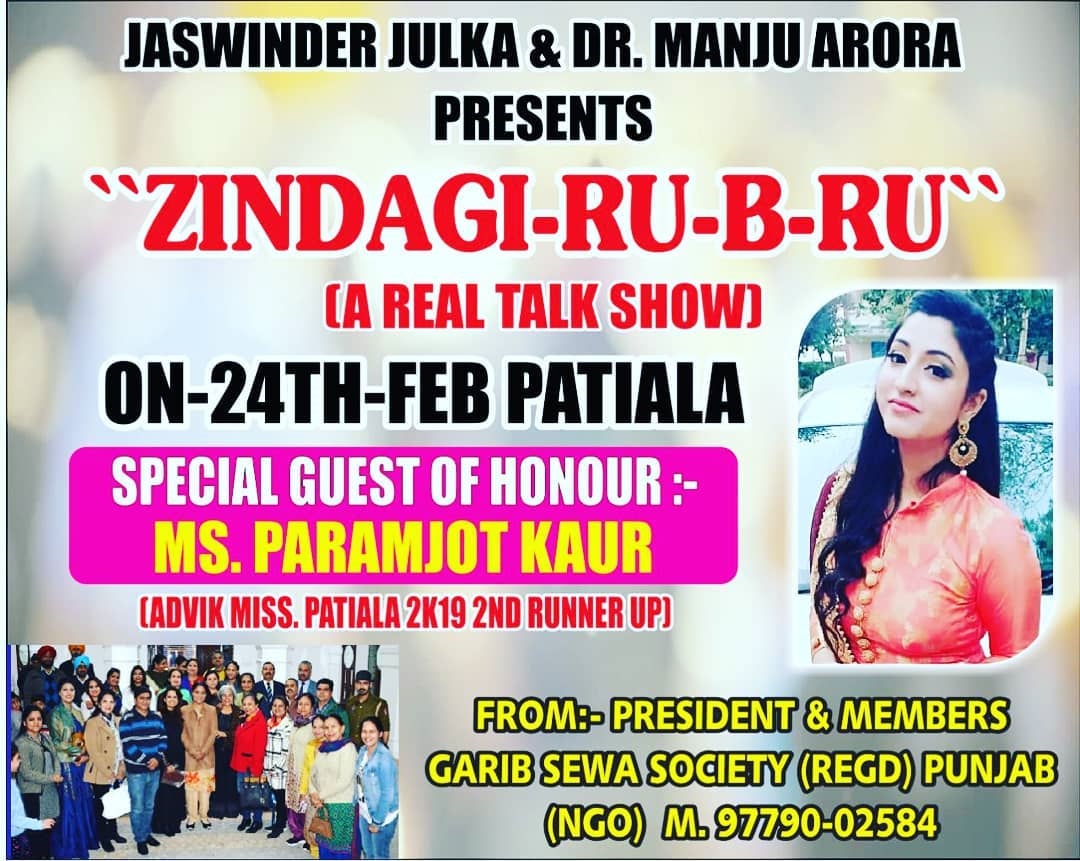 JASWINDER JULKA & DR. MANJU ARORA
PRESENTS
``ZINDAGI-RU-B-RU``
(A REAL TALK SHOW)
ON-24TH-FEB PATIALA
SPECIAL GUEST OF HONOUR :-
MS. PARAMJOT KAUR
(ADVIK MISS. PATIALA 2K19 2ND RUNNER UP)
FROM:- PRESIDENT & MEMBERS
GARIB SEWA SOCIETY (REGD) PUNJAB
(NGO) M. 97790-02584